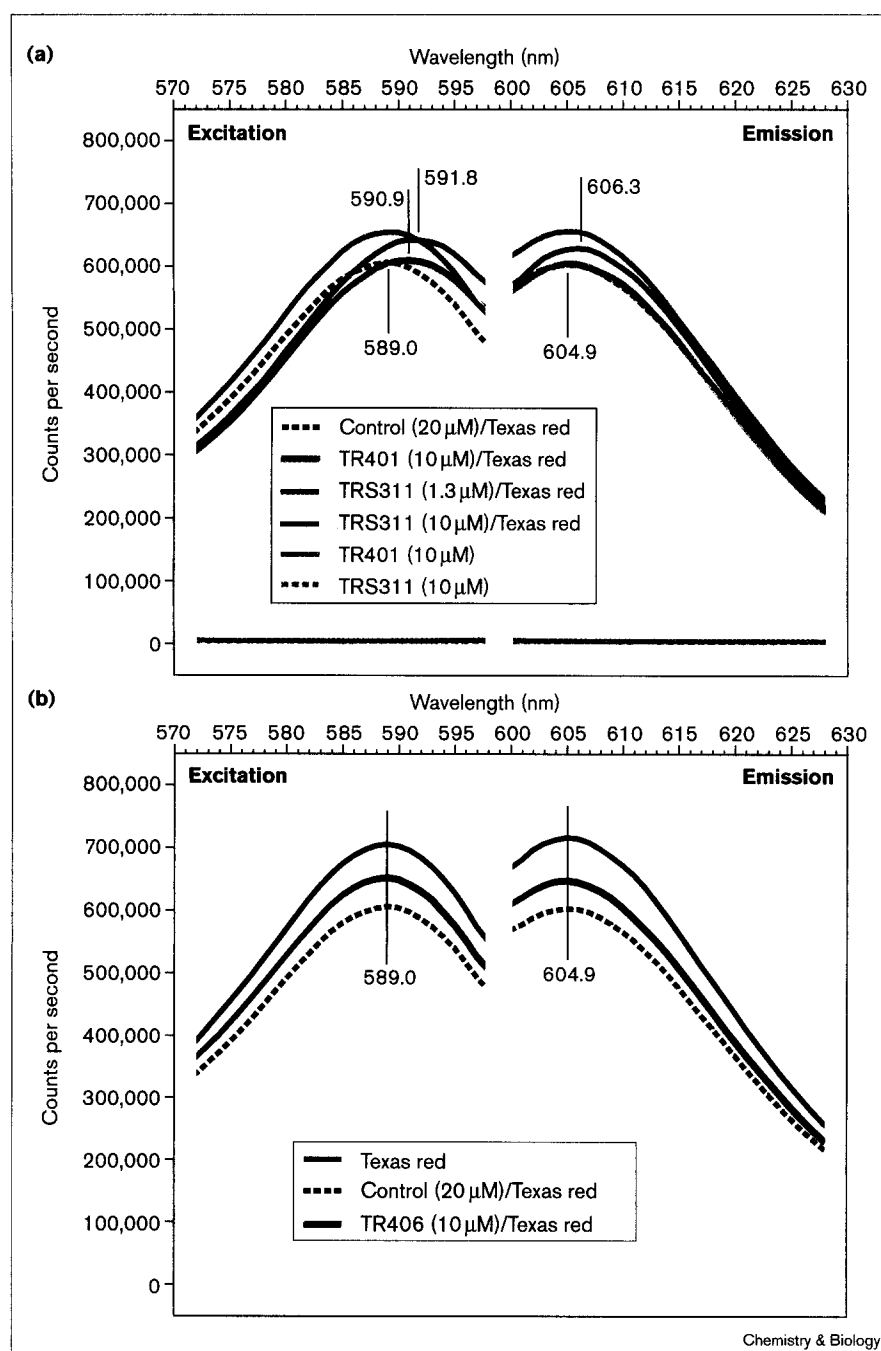 (a)
Wavelength (nm)
570 575 580 585 590 595 600 605 610 615 620 625 630
Excitation
Emission
800,000
700,000
600,000
500,000
400,000
300,000
200,000
100,000
0
Counts per second
590.9
591.8
606.3
589.0
604.9
Control (20 μM)/Texas red
TR401 (10 μM)/Texas red
TRS311 (1.3 μM)/Texas red
TRS311 (10 μM)/Texas red
TR401 (10 μM)
TRS311 (10 μM)
(b)
Wavelength (nm)
570 575 580 585 590 595 600 605 610 615 620 625 630
Excitation
Emission
800,000
700,000
600,000
500,000
400,000
300,000
200,000
100,000
0
Counts per second
589.0
604.9
Texas red
Control (20 μM)/Texas red
TR406 (10 μM)/Texas red
Chemistry & Biology